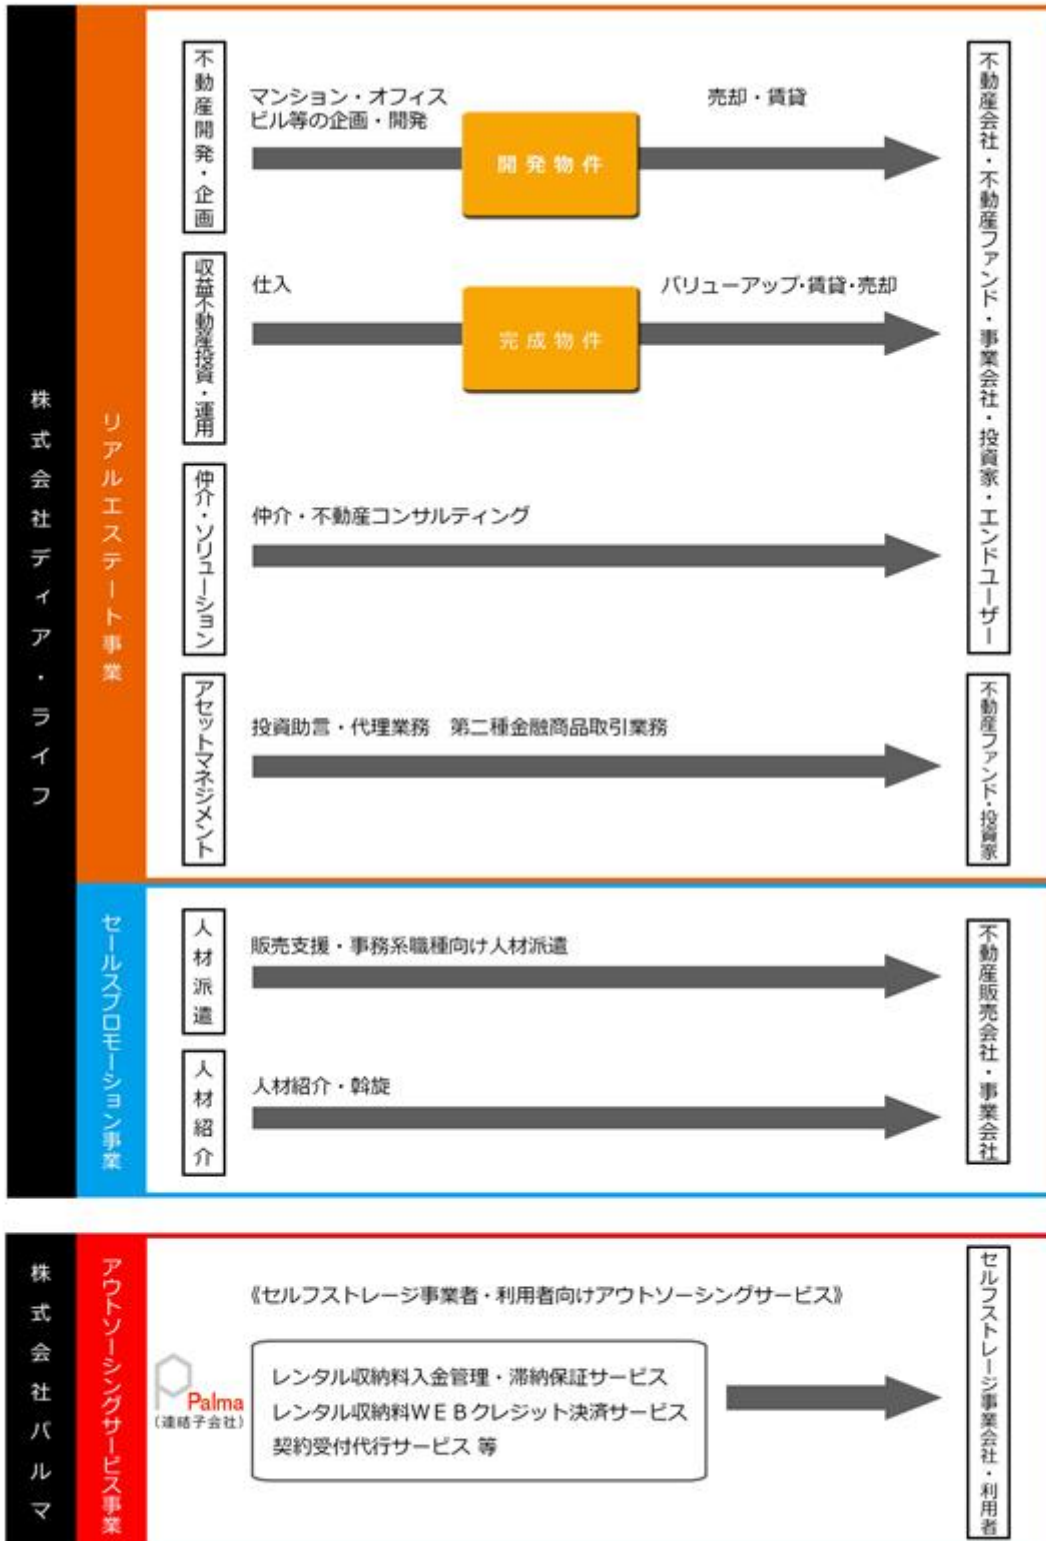 株式会社ディア・ライフ
リアルエステート事業
不動産開発・企画
マンション・オフィス
ビル等の企画・開発
開発物件
売却・賃貸
収益不動産投資・運用
仕入
完成物件
バリューアップ・賃貸・売却
仲介・ソリューション
仲介・不動産コンサルティング
不動産会社・不動産ファンド・事業会社・投資家・エンドユーザー
アセットマネジメント
投資助言・代理業務 第二種金融商品取引業務
不動産ファンド・投資家
セールスプロモーション事業
人材派遣
販売支援・事務系職種向け人材派遣
人材紹介
人材紹介・斡旋
不動産販売会社・事業会社
株式会社パルマ
アウトソーシングサービス事業
《セルフストレージ事業者・利用者向けアウトソーシングサービス》
Palma
(連結子会社)
レンタル収納料入金管理・滞納保証サービス
レンタル収納料WEBクレジット決済サービス
契約受付代行サービス 等
セルフストレージ事業会社・利用者